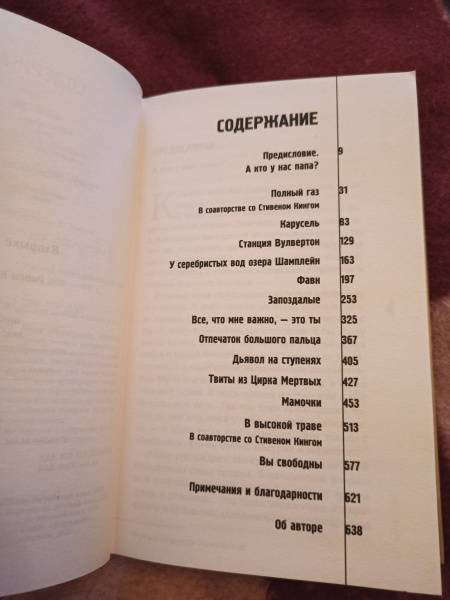 СОДЕРЖАНИЕ
Предисловие. 9
А кто у нас папа?
Полный газ 31
В соавторстве со Стивеном Кингом
Карусель 83
Станция Вулвертон 129
У серебристых вод озера Шамплейн 163
Фавн 197
Запоздалые 253
Все, что мне важно, — это ты 325
Отпечаток большого пальца 367
Дьявол на ступенях 405
Твиты из Цирка Мертвых 427
Мамочки 453
В высокой траве 513
В соавторстве со Стивеном Кингом
Вы свободны 577
Примечания и благодарности 621
Об авторе 638